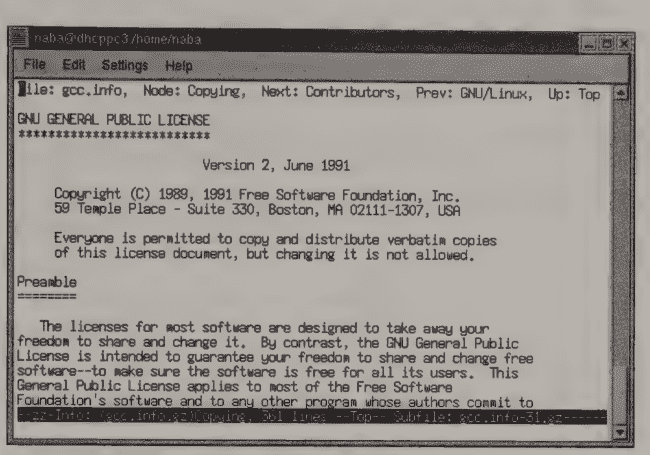 naba@dhcppc3:/home/naba
File Edit Settings Help
File: gcc.info, Node: Copying, Next: Contributors, Prev: GNU/Linux, Up: Top
GNU GENERAL PUBLIC LICENSE
**************************
Version 2, June 1991
Copyright (C) 1989, 1991 Free Software Foundation, Inc.
59 Temple Place - Suite 330, Boston, MA 02111-1307, USA
Everyone is permitted to copy and distribute verbatim copies
of this license document, but changing it is not allowed.
Preamble
========
The licenses for most software are designed to take away your
freedom to share and change it. By contrast, the GNU General Public
License is intended to guarantee your freedom to share and change free
software--to make sure the software is free for all its users. This
General Public License applies to most of the Free Software
Foundation's software and to any other program whose authors commit to
--zz-Info: (gcc.info.gz)Copying, 361 lines --Top-- Subfile: gcc.info-31.gz------